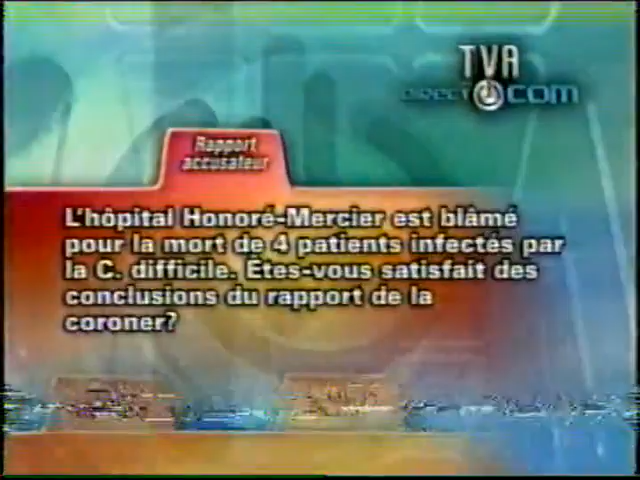 TVA
DIRECT COM
Rapport
accusateur
L'hôpital Honoré-Mercier est blâmé
pour la mort de 4 patients infectés par
la C. difficile. Êtes-vous satisfait des
conclusions du rapport de la
coroner?